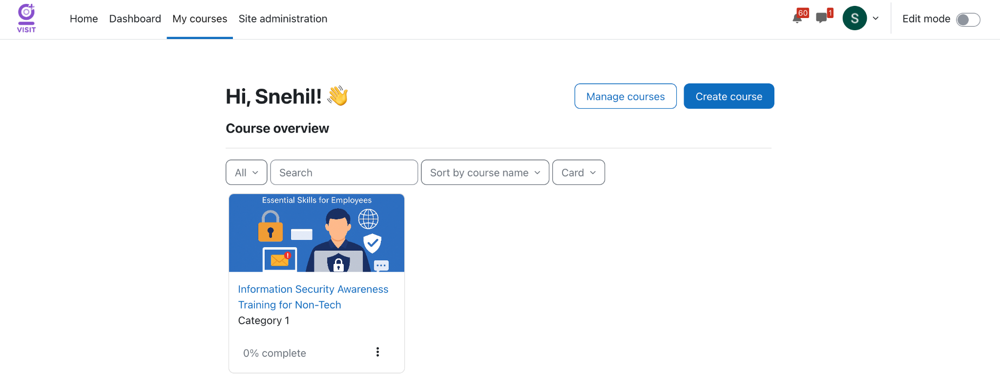 VISIT
Home
Dashboard
My courses
Site administration
60
1
S
Edit mode
Hi, Snehil! 👋
Manage courses
Create course
Course overview
All
Search
Sort by course name
Card
Essential Skills for Employees
!
Information Security Awareness
Training for Non-Tech
Category 1
0% complete